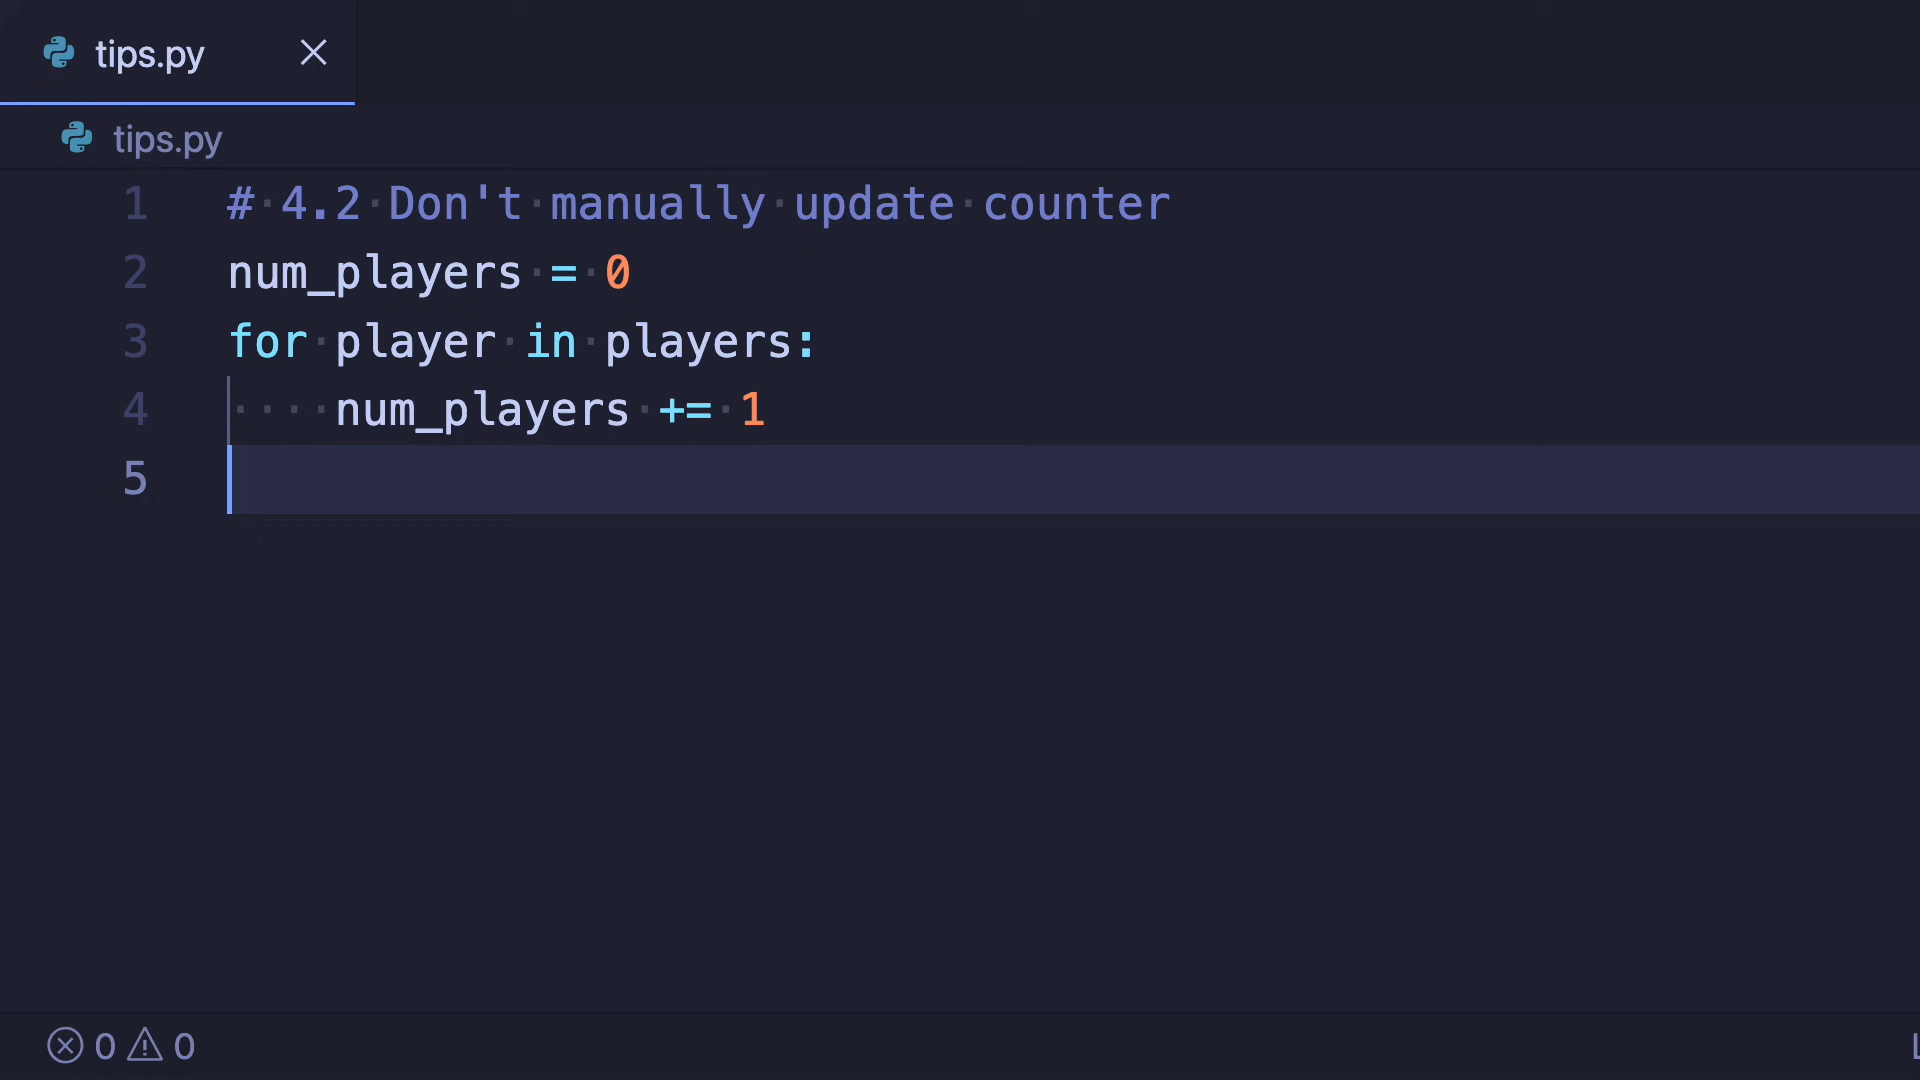 tips.py
tips.py
1 # 4.2 Don't manually update counter
2 num_players = 0
3 for player in players:
4     num_players += 1
5
0 0